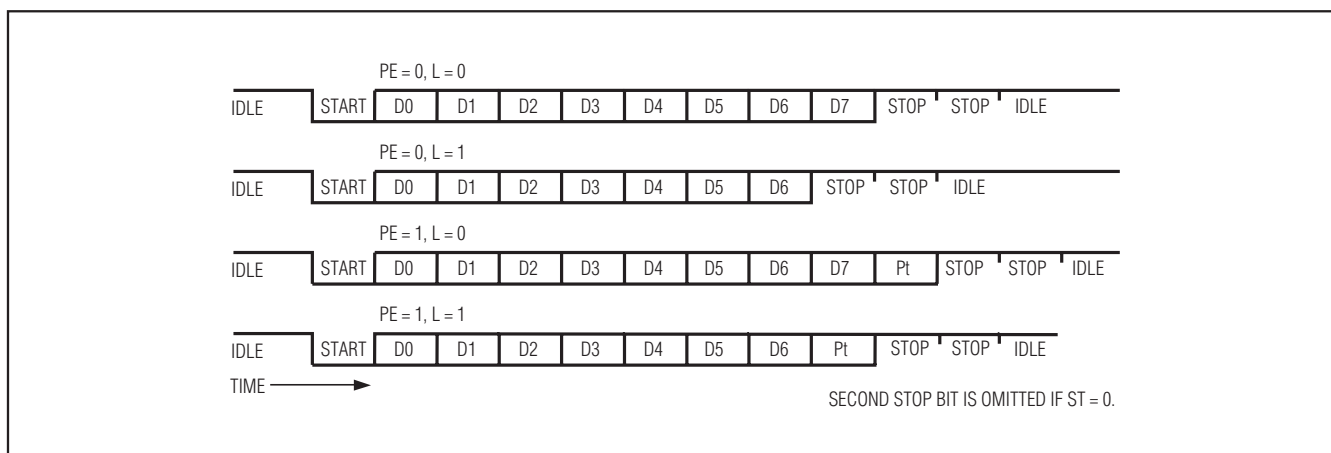 PE = 0, L = 0
IDLE START D0 D1 D2 D3 D4 D5 D6 D7 STOP STOP IDLE
PE = 0, L = 1
IDLE START D0 D1 D2 D3 D4 D5 D6 STOP STOP IDLE
PE = 1, L = 0
IDLE START D0 D1 D2 D3 D4 D5 D6 D7 Pt STOP STOP IDLE
PE = 1, L = 1
IDLE START D0 D1 D2 D3 D4 D5 D6 Pt STOP STOP IDLE
TIME
SECOND STOP BIT IS OMITTED IF ST = 0.